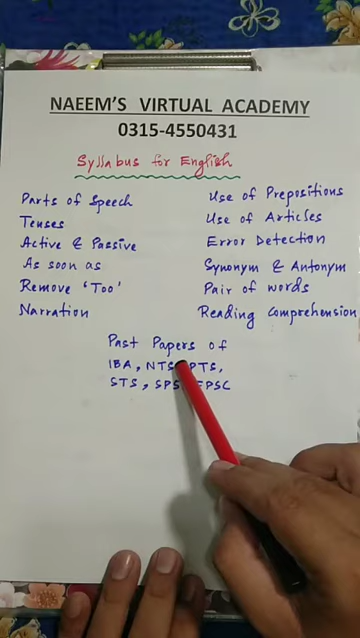 NAEEM'S VIRTUAL ACADEMY
0315-4550431
Syllabus for English
Parts of Speech
Tenses
Active & Passive
As soon as
Remove 'Too'
Narration
Use of Prepositions
Use of Articles
Error Detection
Synonym & Antonym
Pair of words
Reading Comprehension
Past Papers of
IBA, NTS, PTS,
STS, SPSC